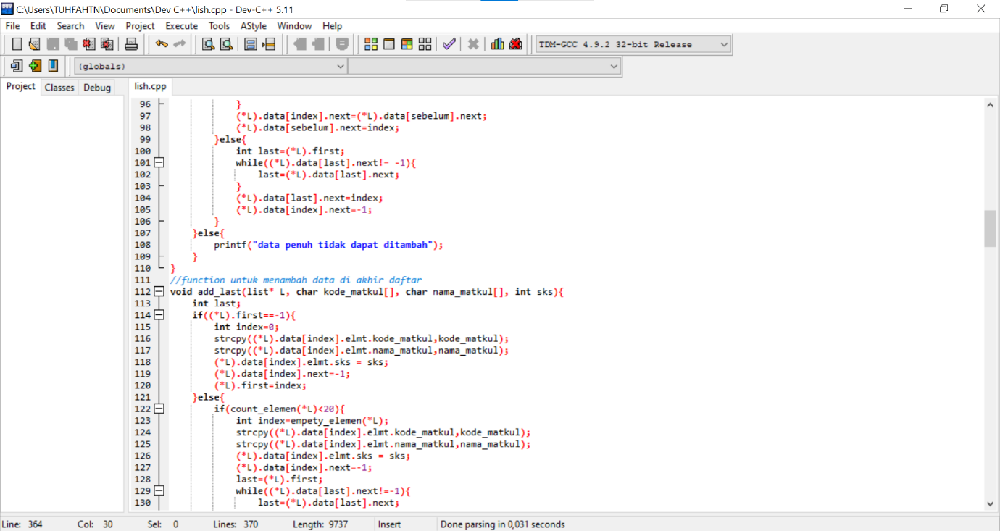 C:\Users\TUHFAHTN\Documents\Dev C++\lish.cpp - Dev-C++ 5.11
File Edit Search View Project Execute Tools AStyle Window Help
TDM-GCC 4.9.2 32-bit Release
(globals)
Project Classes Debug
lish.cpp
96 }
97 (*L).data[index].next=(*L).data[sebelum].next;
98 (*L).data[sebelum].next=index;
99 }else{
100 int last=(*L).first;
101 while((*L).data[last].next!= -1){
102 last=(*L).data[last].next;
103 }
104 (*L).data[last].next=index;
105 (*L).data[index].next=-1;
106 }
107 }else{
108 printf("data penuh tidak dapat ditambah");
109 }
110 }
111 //function untuk menambah data di akhir daftar
112 void add_last(list* L, char kode_matkul[], char nama_matkul[], int sks){
113 int last;
114 if((*L).first==-1){
115 int index=0;
116 strcpy((*L).data[index].elmt.kode_matkul,kode_matkul);
117 strcpy((*L).data[index].elmt.nama_matkul,nama_matkul);
118 (*L).data[index].elmt.sks = sks;
119 (*L).data[index].next=-1;
120 (*L).first=index;
121 }else{
122 if(count_elemen(*L)<20){
123 int index=empety_elemen(*L);
124 strcpy((*L).data[index].elmt.kode_matkul,kode_matkul);
125 strcpy((*L).data[index].elmt.nama_matkul,nama_matkul);
126 (*L).data[index].elmt.sks = sks;
127 (*L).data[index].next=-1;
128 last=(*L).first;
129 while((*L).data[last].next!=-1){
130 last=(*L).data[last].next;
Line: 364 Col: 30 Sel: 0 Lines: 370 Length: 9737 Insert Done parsing in 0,031 seconds